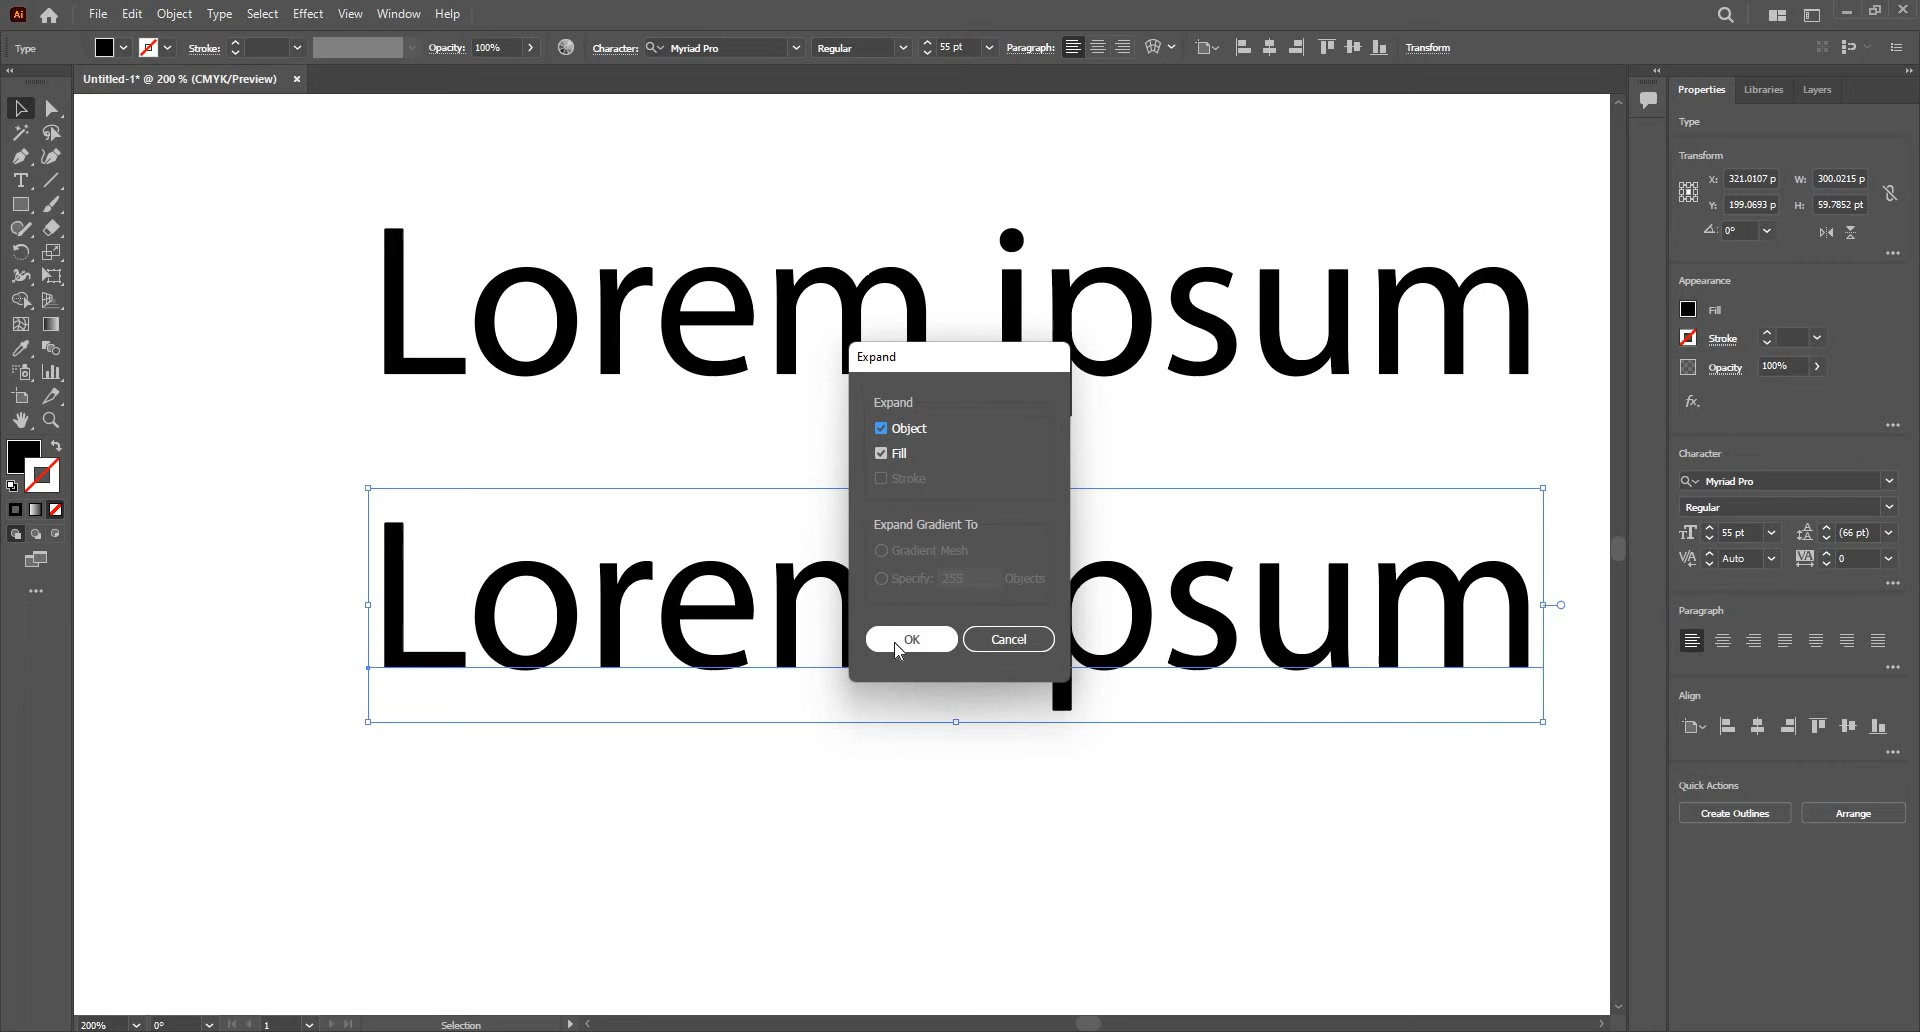 Ai File Edit Object Type Select Effect View Window Help
Type Stroke: Opacity: 100% Character: Myriad Pro Regular 55 pt Paragraph: Transform
Untitled-1* @ 200 % (CMYK/Preview) ×
Properties Libraries Layers
Type
Transform
X: 321.0107 p W: 300.0215 p
Y: 199.0693 p H: 59.7852 pt
0°
Appearance
Fill
Stroke
Opacity 100%
fx.
Character
Myriad Pro
Regular
55 pt (66 pt)
Auto 0
Paragraph
Align
Quick Actions
Create Outlines Arrange
Lorem ipsum
Lorem psum
Expand
Expand
Object
Fill
Stroke
Expand Gradient To
Gradient Mesh
Specify: 255 Objects
OK Cancel
200% 0° 1 Selection